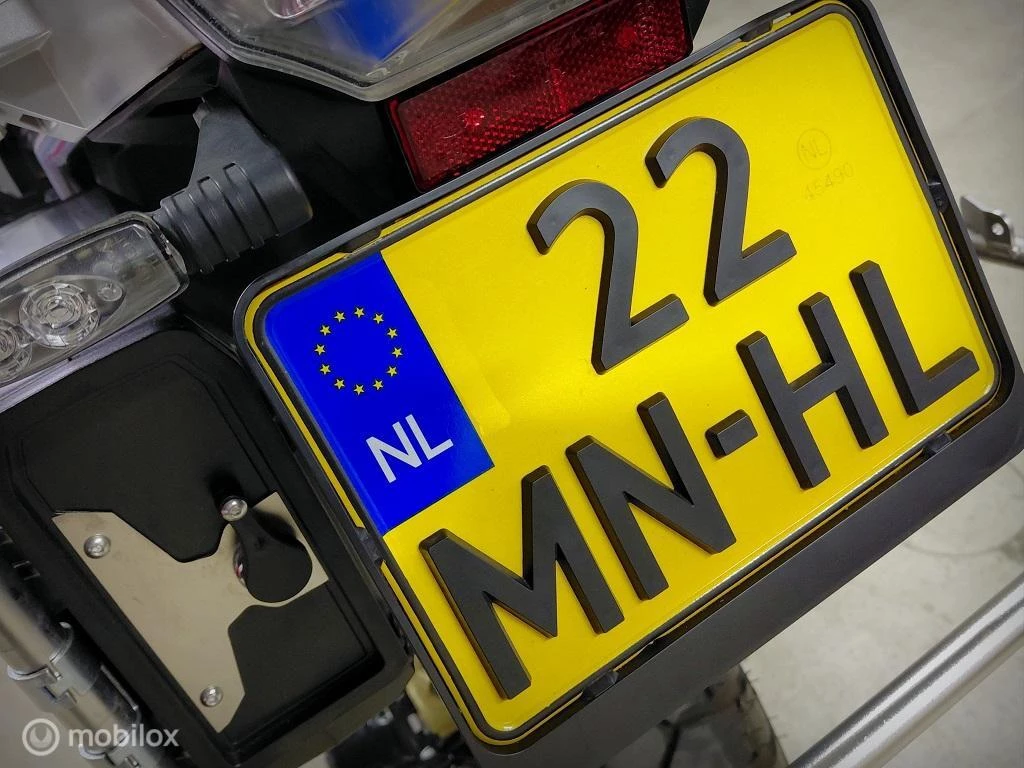 22
MN-HL
NL
NL
45490
mobilox